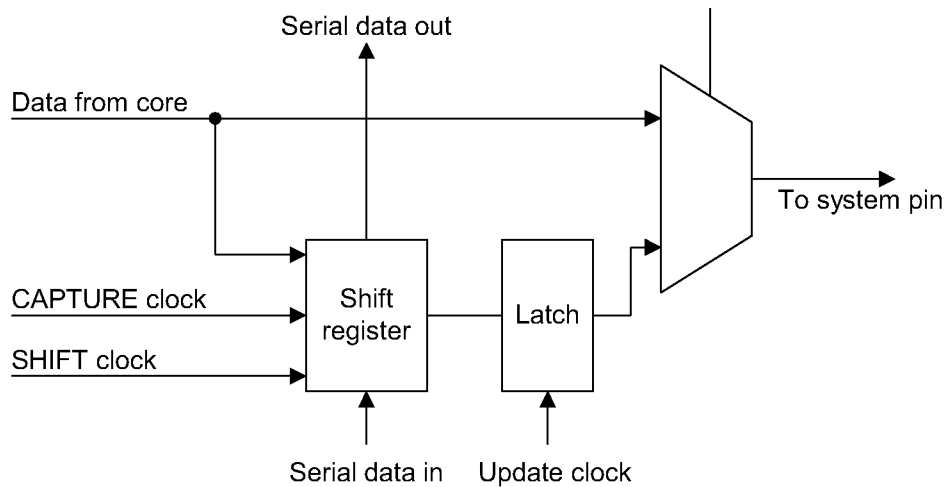 Serial data out
Data from core
To system pin
CAPTURE clock
Shift
register
Latch
SHIFT clock
Serial data in
Update clock